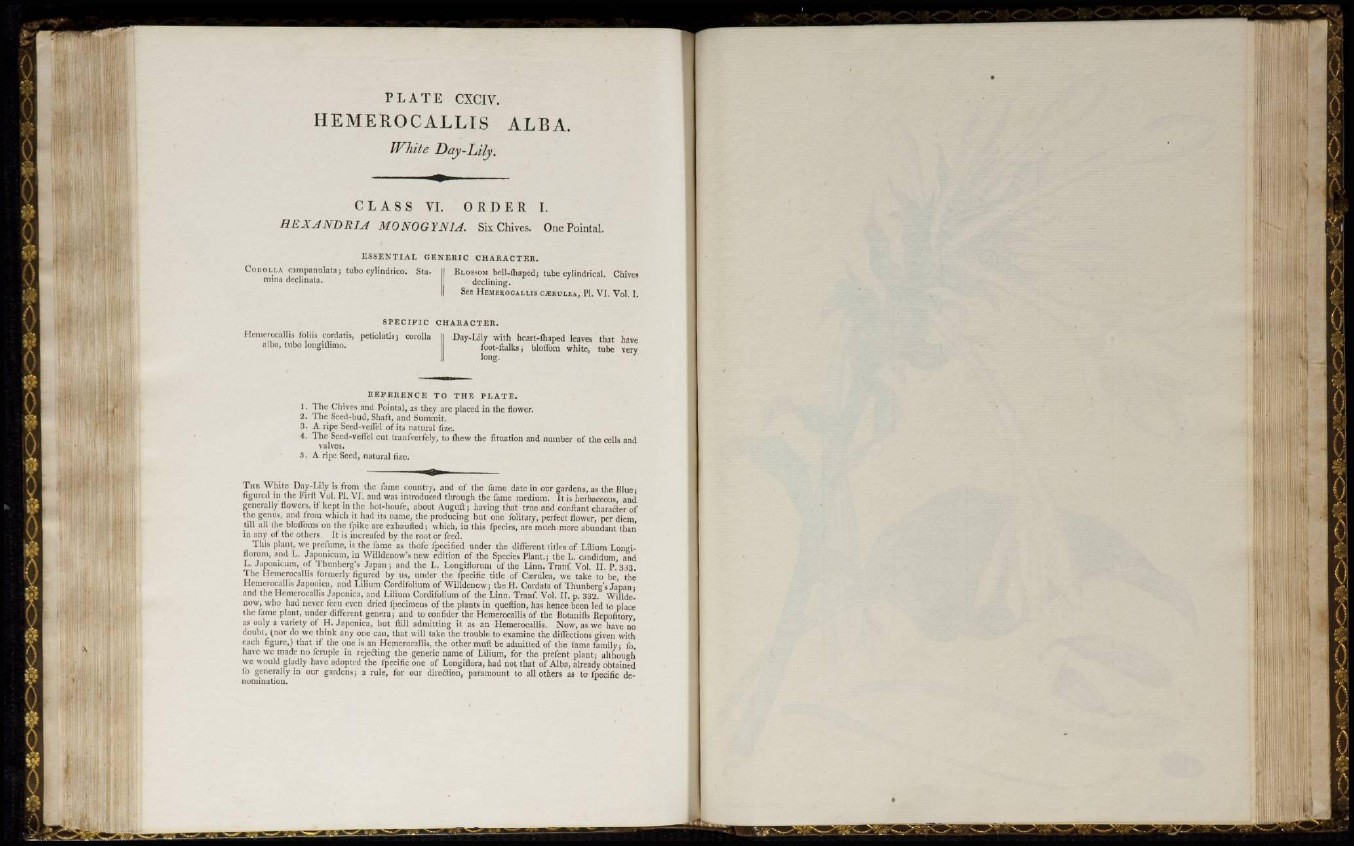 PLATE CXCIV.
HEMEROCALLIS ALBA.
White Day-Lily.
CLASS VI. ORDER I.
HEXANDRIA MONOGYNIA. Six Chives. One Pointal.
ESSENTIAL GENERIC CHARACTER.
Corolla campanulata; tubo cylindrico. Sta-
mina declinata.
Blossom bell-ſhaped; tube cylindrical. Chives
declining.
See Hemerocallis cærulea, Pl. VI. Vol. I.
SPECIFIC CHARACTER.
Hemerocallis foliis cordatis, petiolatis; corolla
alba, tubo longiſſimo.
Day-Lily with heart-ſhaped leaves that have
foot-ſtalks; bloſſom white, tube very
long.
REFERENCE TO THE PLATE.
1. The Chives and Pointal, as they are placed in the flower.
2. The Seed-bud, Shaft, and Summit.
3. A ripe Seed-veſſel of its natural ſize.
4. The Seed-veſſel cut tranſverſely, to ſhew the ſituation and number of the cells and
valves.
5. A ripe Seed, natural ſize.
The White Day-Lily is from the ſame country, and of the ſame date in our gardens, as the Blue;
figured in the Firſt Vol. Pl. VI. and was introduced through the ſame medium. It is herbaceous, and
generally flowers, if kept in the hot-houſe, about Auguſt; having that true and conſtant character of
the genus, and from which it had its name, the producing but one ſolitary, perfect flower, per diem,
till all the bloſſoms on the ſpike are exhauſted; which, in this ſpecies, are much more abundant than
in any of the others. It is increaſed by the root or ſeed.
This plant, we preſume, is the ſame as thoſe ſpecified under the different titles of Lilium Longi-
florum, and L. Japonicum, in Willdenow's new edition of the Species Plant.; the L. candidum, and
L. Japonicum, of Thunberg's Japan; and the L. Longiflorum of the Linn. Tranſ. Vol. II. P. 333.
The Hemerocallis formerly figured by us, under the ſpecific title of Cærulea, we take to be, the
Hemerocallis Japonica, and Lilium Cordifolium of Willdenow; the H. Cordata of Thunberg's Japan;
and the Hemerocallis Japonica, and Lilium Cordifolium of the Linn. Tranſ. Vol. II. p. 332. Willde-
now, who had never ſeen even dried ſpecimens of the plants in queſtion, has hence been led to place
the ſame plant, under different genera; and to conſider the Hemerocallis of the Botaniſts Repoſitory,
as only a variety of H. Japonica, but ſtill admitting it as an Hemerocallis. Now, as we have no
doubt, (nor do we think any one can, that will take the trouble to examine the diſſections given with
each figure,) that if the one is an Hemerocallis, the other muſt be admitted of the ſame family; ſo,
have we made no ſcruple in rejecting the generic name of Lilium, for the preſent plant; although
we would gladly have adopted the ſpecific one of Longiflora, had not that of Alba, already obtained
ſo generally in our gardens; a rule, for our direction, paramount to all others as to ſpecific de-
nomination.